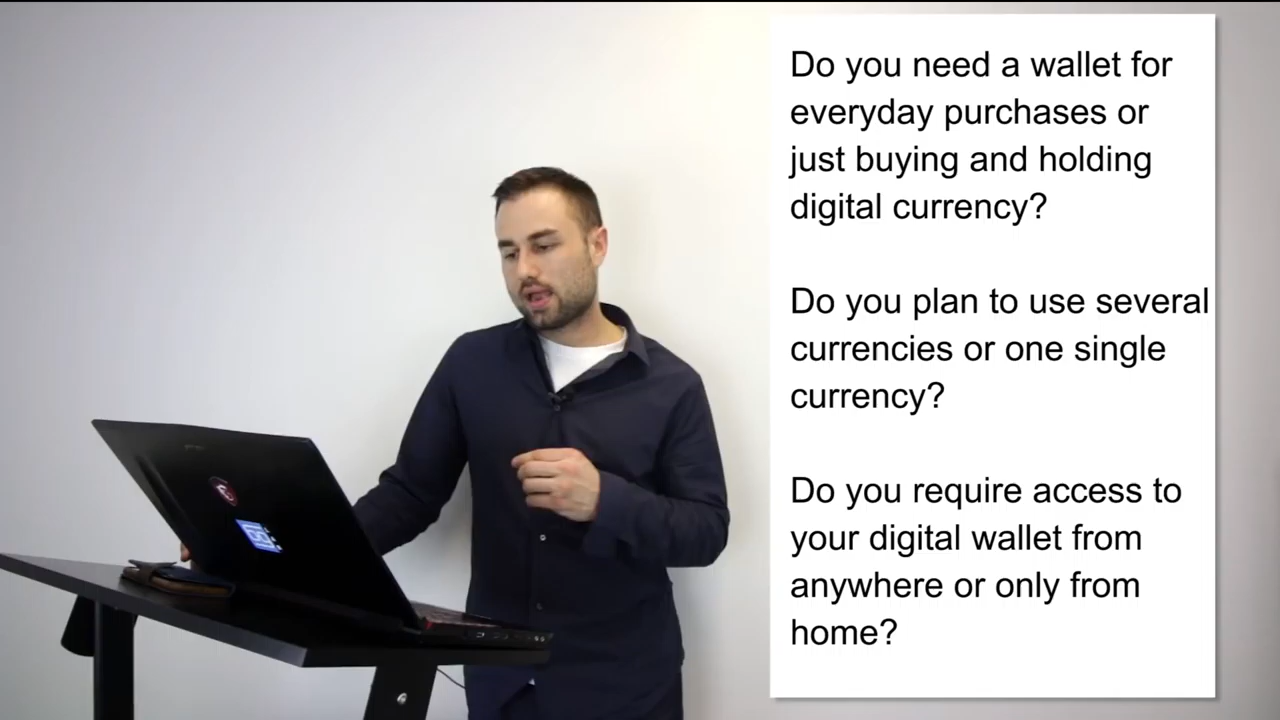 Do you need a wallet for
everyday purchases or
just buying and holding
digital currency?
Do you plan to use several
currencies or one single
currency?
Do you require access to
your digital wallet from
anywhere or only from
home?